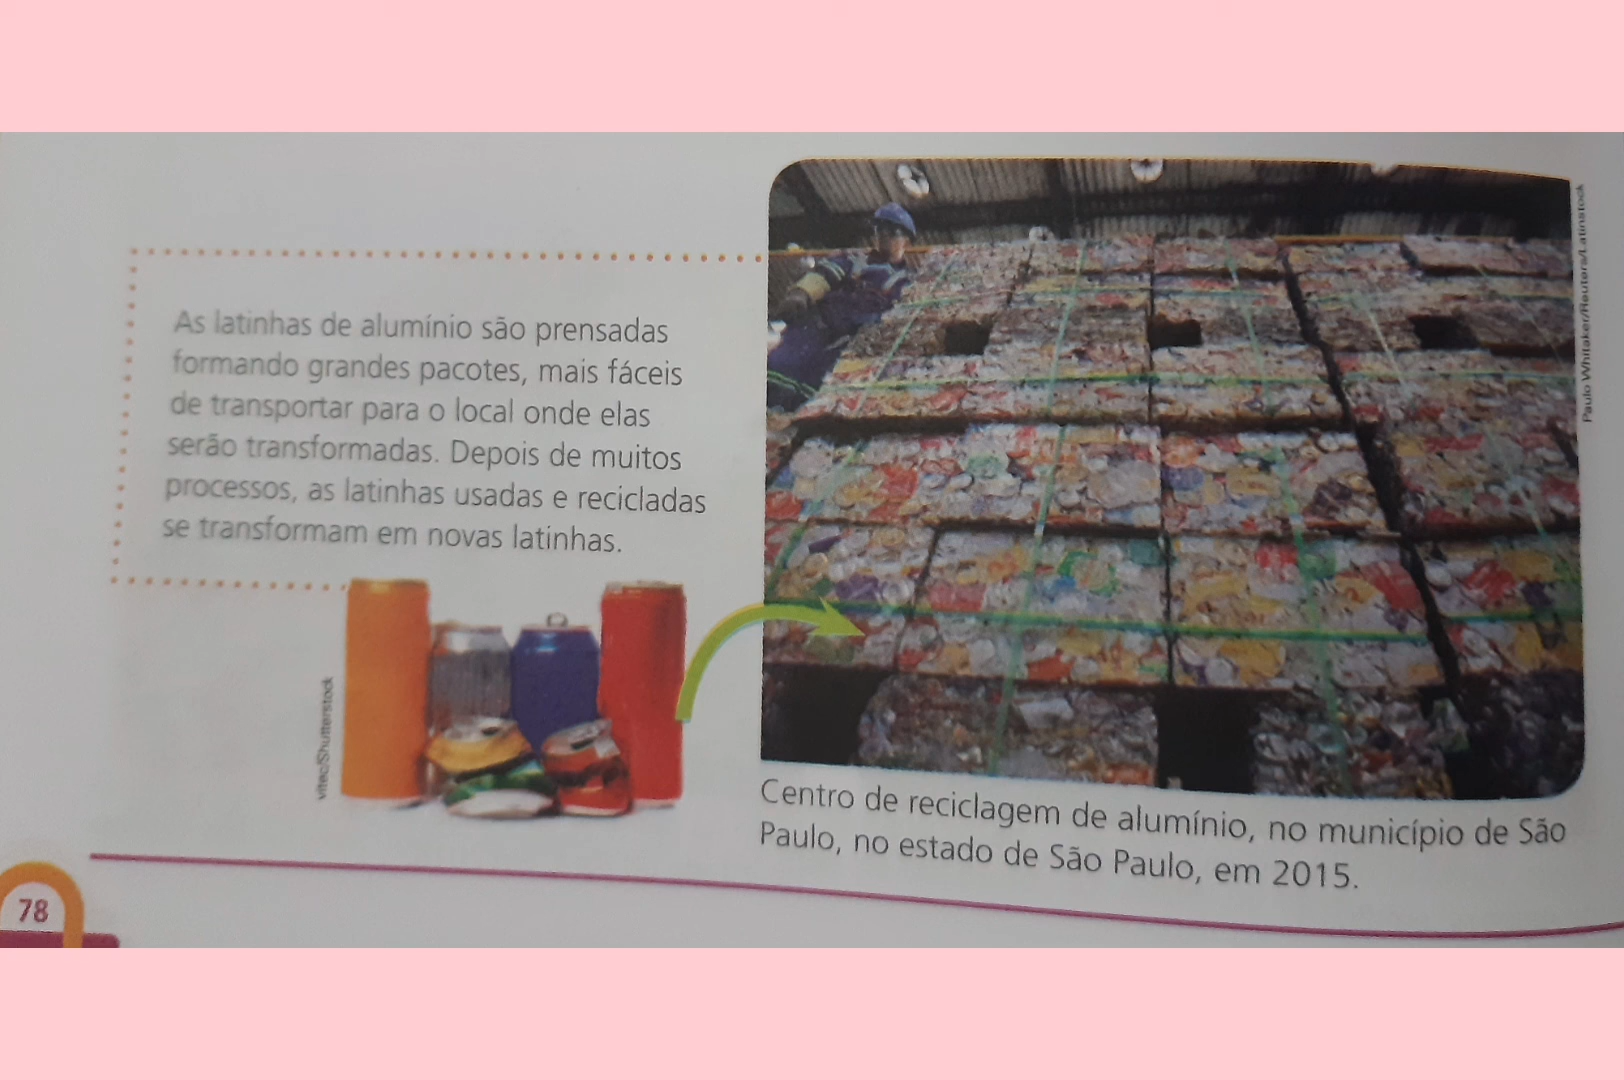 As latinhas de alumínio são prensadas
formando grandes pacotes, mais fáceis
de transportar para o local onde elas
serão transformadas. Depois de muitos
processos, as latinhas usadas e recicladas
se transformam em novas latinhas.
vitec/Shutterstock
Paulo Whitaker/Reuters/Latinstock
Centro de reciclagem de alumínio, no município de São
Paulo, no estado de São Paulo, em 2015.
78